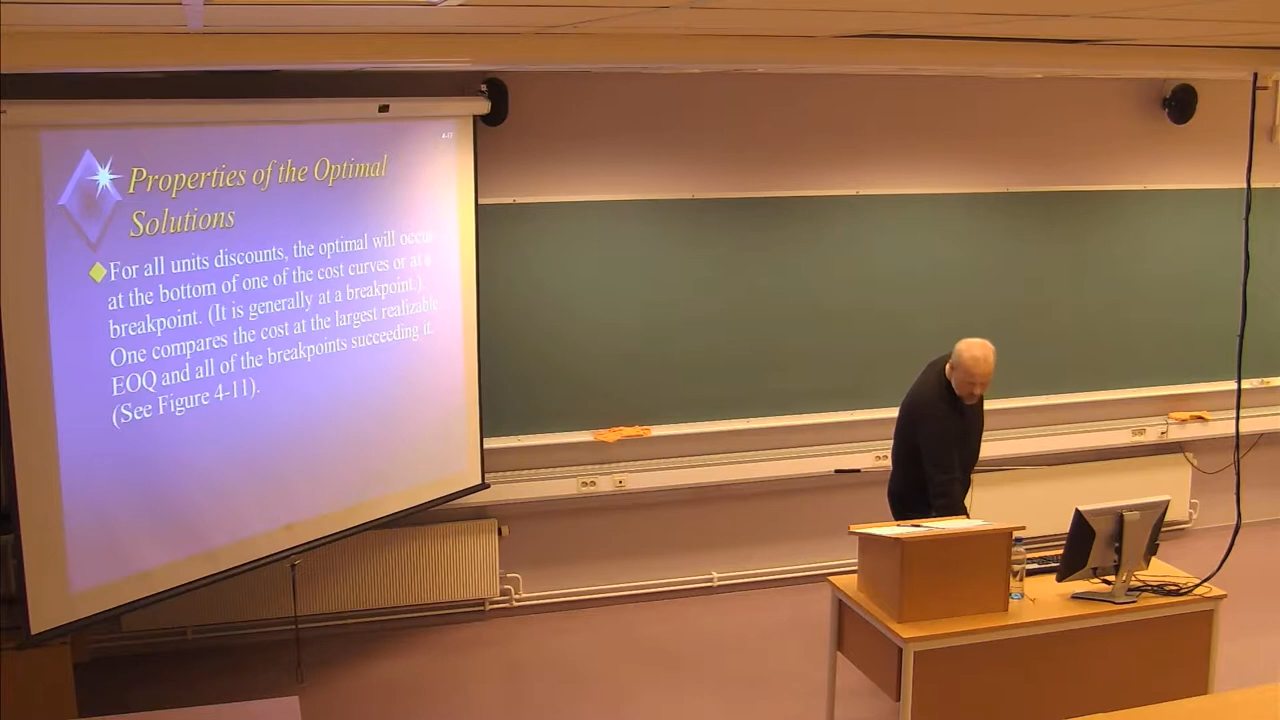 Properties of the Optimal
Solutions
For all units discounts, the optimal will
at the bottom of one of the cost curves or at a
breakpoint. (It is generally at a breakpoint.).
One compares the cost at the largest realizable
EOQ and all of the breakpoints succeeding it.
(See Figure 4-11).